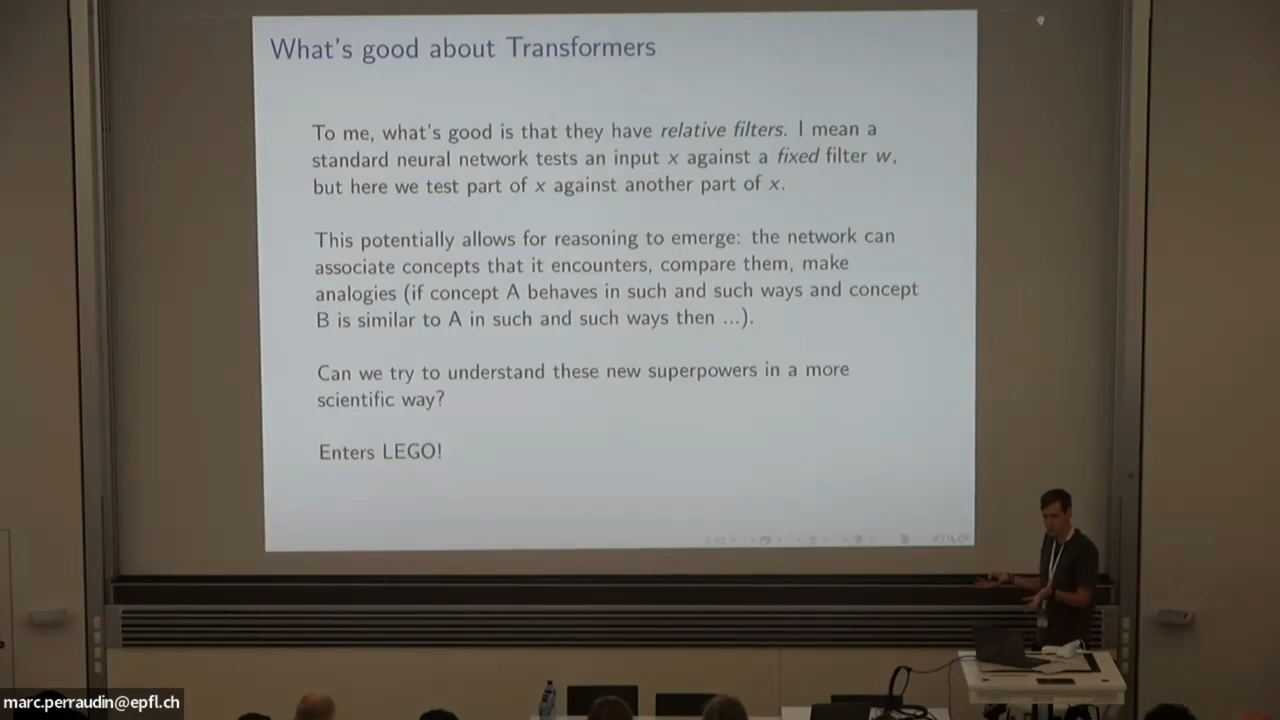 What's good about Transformers
To me, what's good is that they have relative filters. I mean a
standard neural network tests an input x against a fixed filter w,
but here we test part of x against another part of x.
This potentially allows for reasoning to emerge: the network can
associate concepts that it encounters, compare them, make
analogies (if concept A behaves in such and such ways and concept
B is similar to A in such and such ways then ...).
Can we try to understand these new superpowers in a more
scientific way?
Enters LEGO!
marc.perraudin@epfl.ch